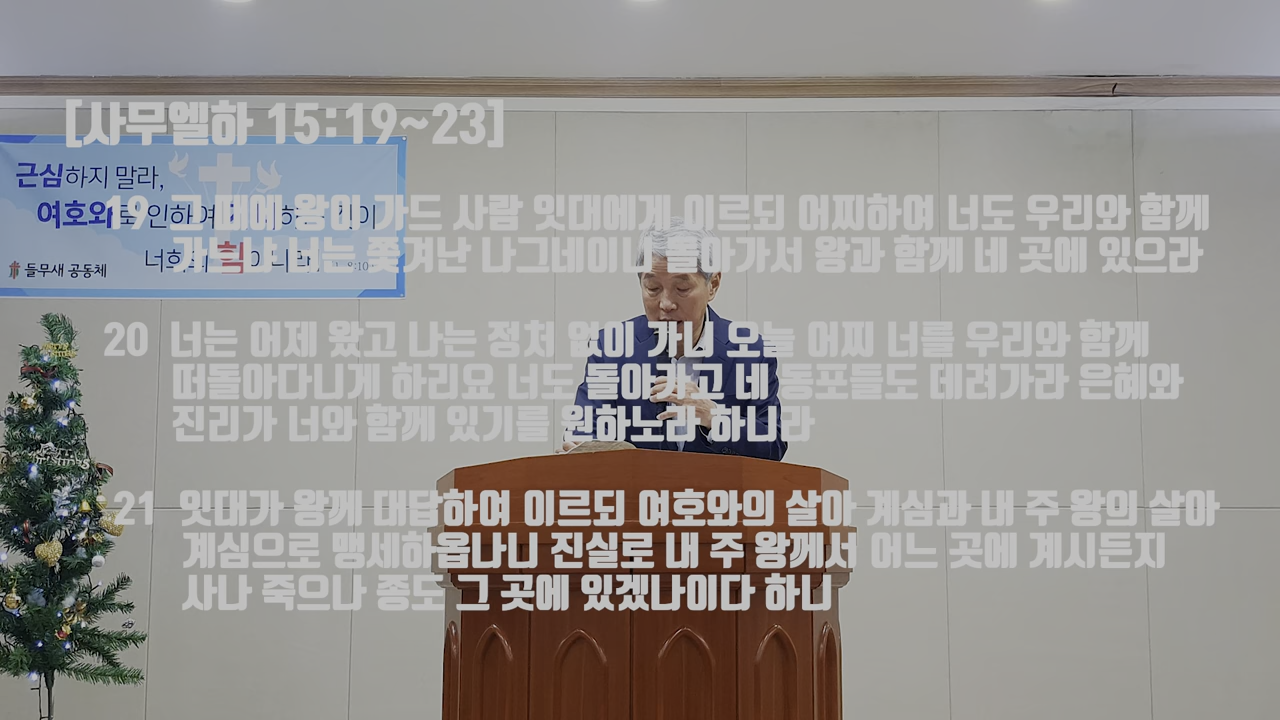 [사무엘하 15:19~23]
근심하지 말라,
여호와로 인하여
너희의 힘이니라
들무새 공동체
19 그 때에 왕이 가드 사람 잇대에게 이르되 어찌하여 너도 우리와 함께
가느냐 너는 쫓겨난 나그네이니 돌아가서 왕과 함께 네 곳에 있으라
20 너는 어제 왔고 나는 정처 없이 가니 오늘 어찌 너를 우리와 함께
떠돌아다니게 하리요 너도 돌아가고 네 동포들도 데려가라 은혜와
진리가 너와 함께 있기를 원하노라 하니라
21 잇대가 왕께 대답하여 이르되 여호와의 살아 계심과 내 주 왕의 살아
계심으로 맹세하옵나니 진실로 내 주 왕께서 어느 곳에 계시든지
사나 죽으나 종도 그 곳에 있겠나이다 하니